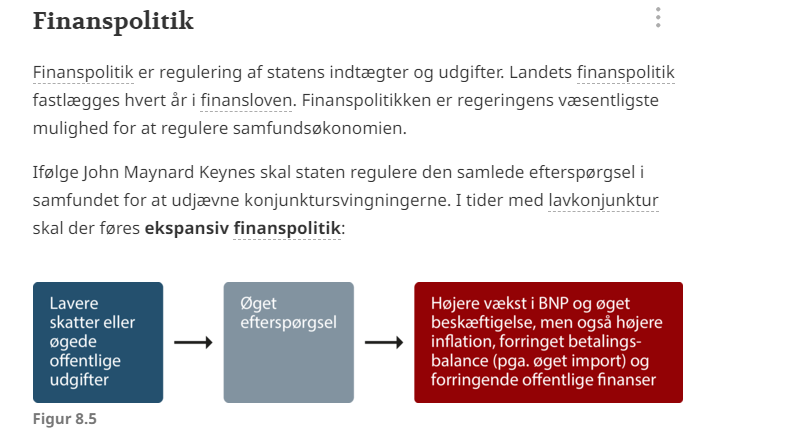 Finanspolitik
Finanspolitik er regulering af statens indtægter og udgifter. Landets finanspolitik
fastlægges hvert år i finansloven. Finanspolitikken er regeringens væsentligste
mulighed for at regulere samfundsøkonomien.
Ifølge John Maynard Keynes skal staten regulere den samlede efterspørgsel i
samfundet for at udjævne konjunktursvingningerne. I tider med lavkonjunktur
skal der føres ekspansiv finanspolitik:
Lavere
skatter eller
øgede
offentlige
udgifter
Øget
efterspørgsel
Højere vækst i BNP og øget
beskæftigelse, men også højere
inflation, forringet betalings-
balance (pga. øget import) og
forringende offentlige finanser
Figur 8.5